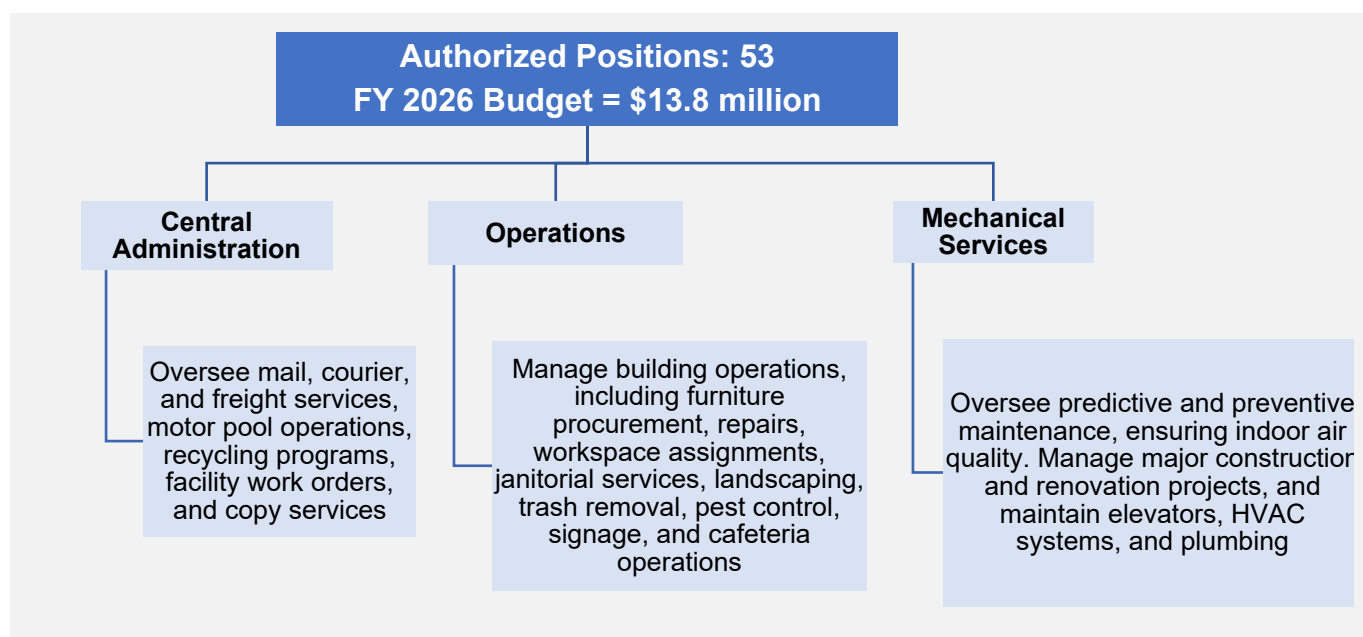 Authorized Positions: 53
FY 2026 Budget = $13.8 million
Central
Administration
Operations
Mechanical
Services
Oversee mail, courier,
and freight services,
motor pool operations,
recycling programs,
facility work orders,
and copy services
Manage building operations,
including furniture
procurement, repairs,
workspace assignments,
janitorial services, landscaping,
trash removal, pest control,
signage, and cafeteria
operations
Oversee predictive and preventive
maintenance, ensuring indoor air
quality. Manage major construction
and renovation projects, and
maintain elevators, HVAC
systems, and plumbing